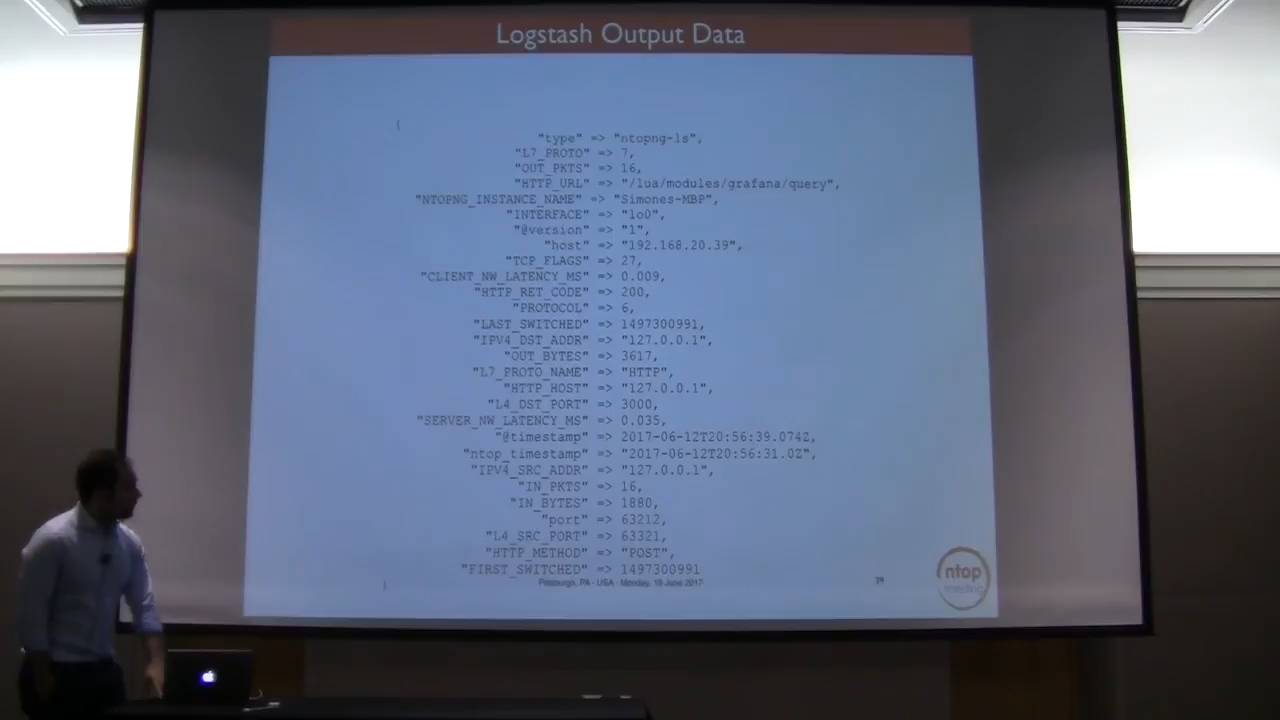 Logstash Output Data
{
"type" => "ntopng-ls",
"L7_PROTO" => 7,
"OUT_PKTS" => 16,
"HTTP_URL" => "/lua/modules/grafana/query",
"NTOPNG_INSTANCE_NAME" => "Simones-MBP",
"INTERFACE" => "lo0",
"@version" => "1",
"host" => "192.168.20.39",
"TCP_FLAGS" => 27,
"CLIENT_NW_LATENCY_MS" => 0.009,
"HTTP_RET_CODE" => 200,
"PROTOCOL" => 6,
"LAST_SWITCHED" => 1497300991,
"IPV4_DST_ADDR" => "127.0.0.1",
"OUT_BYTES" => 3617,
"L7_PROTO_NAME" => "HTTP",
"HTTP_HOST" => "127.0.0.1",
"L4_DST_PORT" => 3000,
"SERVER_NW_LATENCY_MS" => 0.035,
"@timestamp" => 2017-06-12T20:56:39.074Z,
"ntop_timestamp" => "2017-06-12T20:56:31.0Z",
"IPV4_SRC_ADDR" => "127.0.0.1",
"IN_PKTS" => 16,
"IN_BYTES" => 1880,
"port" => 63212,
"L4_SRC_PORT" => 63321,
"HTTP_METHOD" => "POST",
"FIRST_SWITCHED" => 1497300991
}
PA - USA - Monday, 19 June 2017
39
ntop
meeting